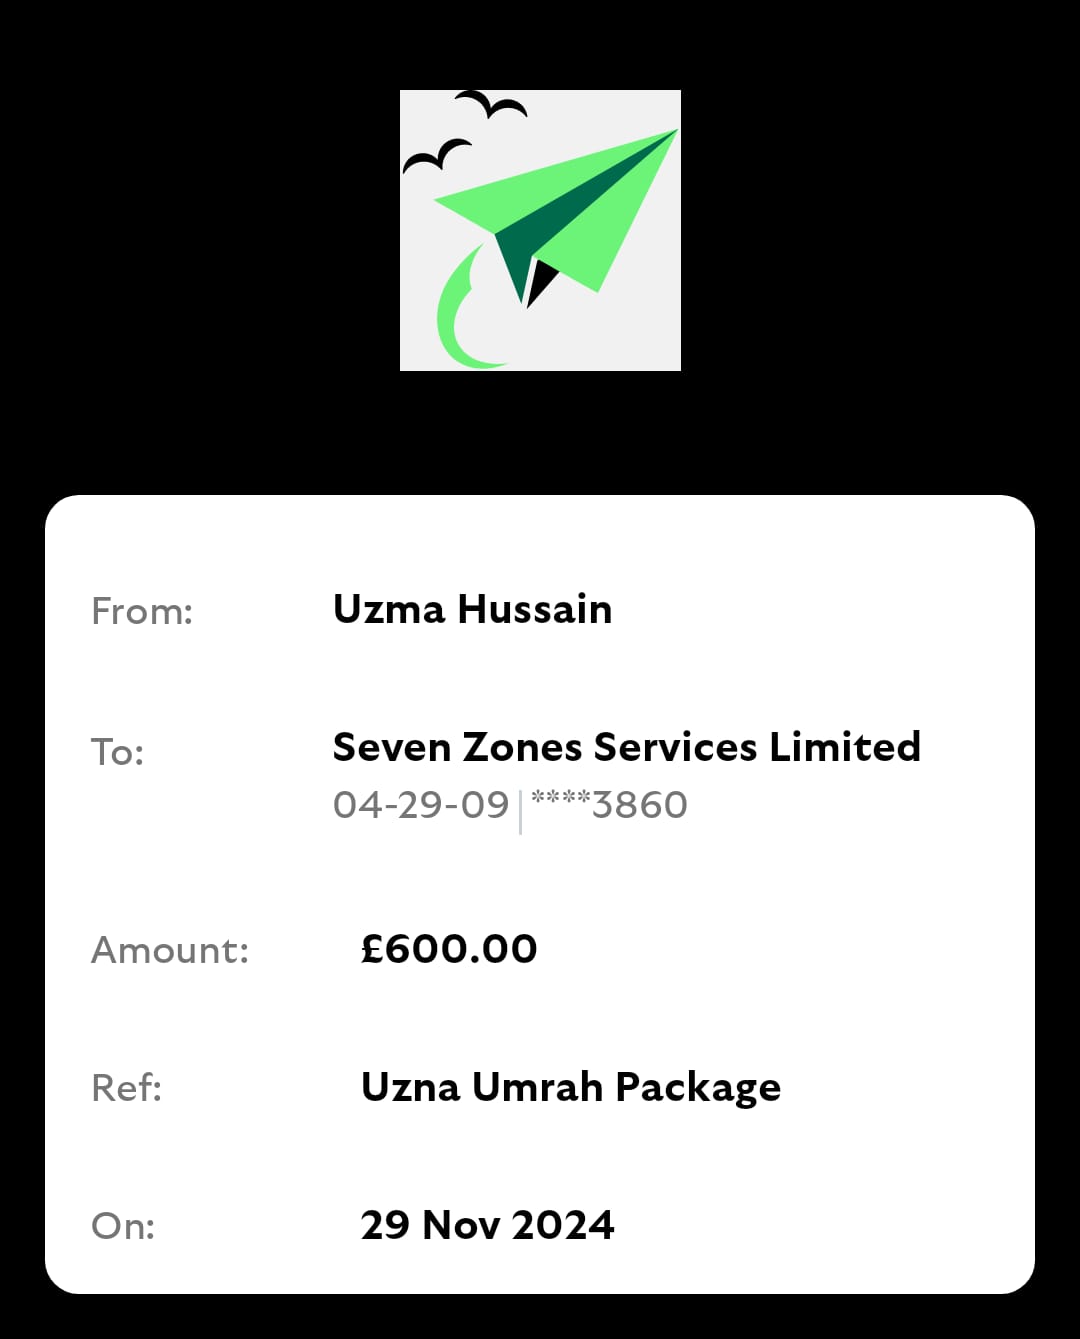 From: Uzma Hussain
To: Seven Zones Services Limited
04-29-09 | ****3860
Amount: £600.00
Ref: Uzna Umrah Package
On: 29 Nov 2024